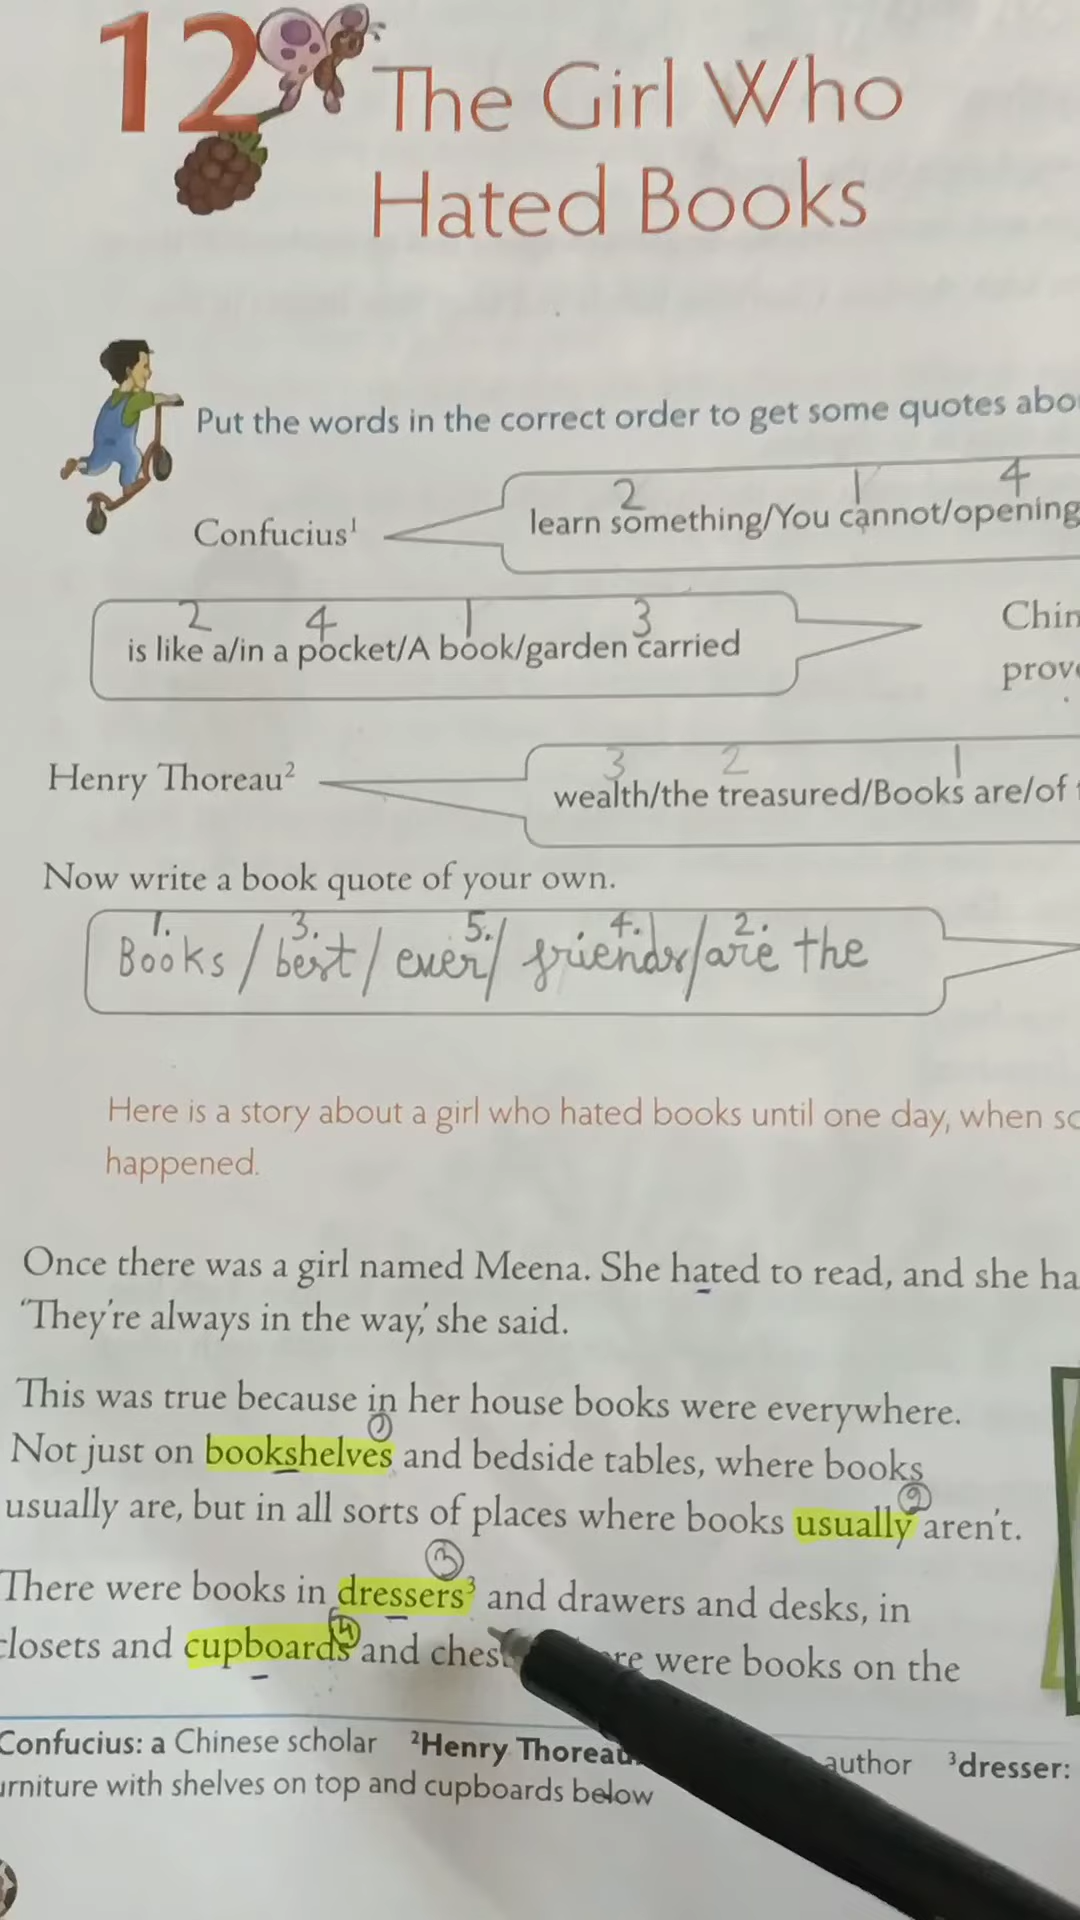 12
The Girl Who
Hated Books
Put the words in the correct order to get some quotes
2 1 4
Confucius¹
learn something/You cannot/opening
2 4 1 3
is like a/in a pocket/A book/garden carried
Henry Thoreau²
3 2 1
wealth/the treasured/Books are/of
Now write a book quote of your own.
1. 3. 5. 4. 2.
Books / best / ever / friends / are the
Here is a story about a girl who hated books until one day, when
happened.
Once there was a girl named Meena. She hated to read, and she
'They're always in the way,' she said.
This was true because in her house books were everywhere.
1
Not just on bookshelves and bedside tables, where books
2
usually are, but in all sorts of places where books usually aren't.
3
There were books in dressers³ and drawers and desks, in
4
closets and cupboards and were books on the
Confucius: a Chinese scholar ²Henry Thoreau author ³dresser:
with shelves on top and cupboards below